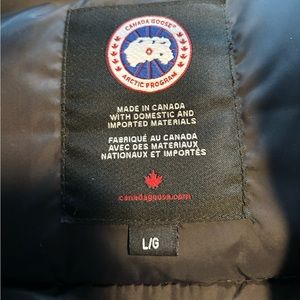 CANADA GOOSE®
ARCTIC PROGRAM
MADE IN CANADA
WITH DOMESTIC AND
IMPORTED MATERIALS
FABRIQUÉ AU CANADA
AVEC DES MATERIAUX
NATIONAUX ET IMPORTÉS
canadagoose.com
L/G